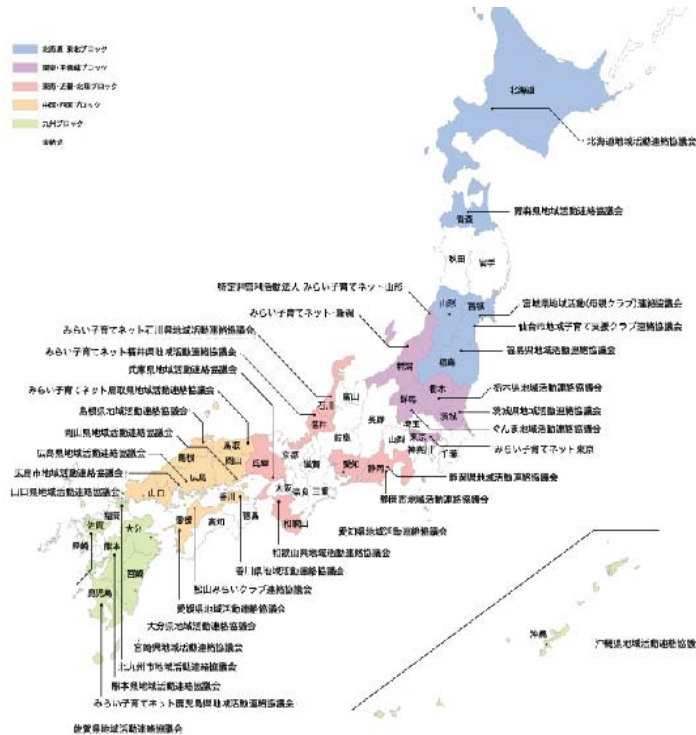 北海道・東北ブロック
関東・甲信越ブロック
東海・近畿・北陸ブロック
中国・四国ブロック
九州ブロック
北海道
北海道地域活動連絡協議会
青森
青森県地域活動連絡協議会
秋田
岩手
特定非営利活動法人 みらい子育てネット山形
山形
宮城
宮城県地域活動(母親クラブ)連絡協議会
みらい子育てネット・新潟
仙台市地域子育て支援クラブ連絡協議会
みらい子育てネット石川県地域活動連絡協議会
福島
福島県地域活動連絡協議会
みらい子育てネット福井県地域活動連絡協議会
新潟
兵庫県地域活動連絡協議会
みらい子育てネット鳥取県地域活動連絡協議会
石川
富山
栃木
栃木県地域活動連絡協議会
群馬
茨城
茨城県地域活動連絡協議会
島根県地域活動連絡協議会
福井
長野
埼玉
ぐんま地域活動連絡協議会
岡山県地域活動連絡協議会
鳥取
岐阜
山梨
東京
みらい子育てネット東京
広島県地域活動連絡協議会
島根
岡山
兵庫
京都
滋賀
愛知
静岡
神奈川
千葉
広島市地域活動連絡協議会
広島
静岡県地域活動連絡協議会
山口県地域活動連絡協議会
山口
香川
大阪
奈良
三重
静岡市地域活動連絡協議会
福岡
愛媛
高知
徳島
和歌山
愛知県地域活動連絡協議会
佐賀
大分
長崎
熊本
宮崎
和歌山県地域活動連絡協議会
香川県地域活動連絡協議会
鹿児島
松山みらいクラブ連絡協議会
愛媛県地域活動連絡協議会
大分県地域活動連絡協議会
宮崎県地域活動連絡協議会
北九州市地域活動連絡協議会
熊本県地域活動連絡協議会
みらい子育てネット鹿児島県地域活動連絡協議会
佐賀県地域活動連絡協議会
沖縄
沖縄県地域活動連絡協